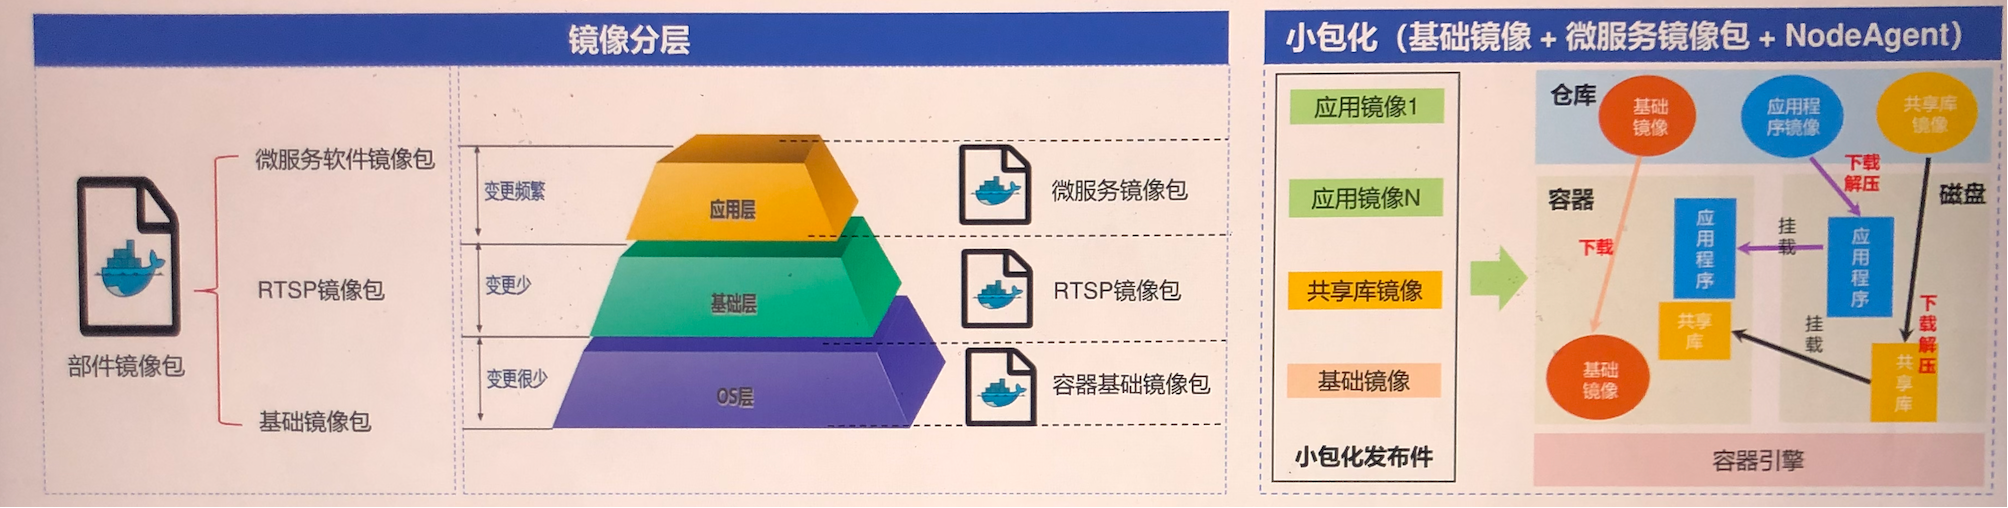 镜像分层
部件镜像包
微服务软件镜像包
RTSP镜像包
基础镜像包
变更频繁
变更少
变更很少
应用层
基础层
OS层
微服务镜像包
RTSP镜像包
容器基础镜像包
小包化（基础镜像 + 微服务镜像包 + NodeAgent）
应用镜像1
应用镜像N
共享库镜像
基础镜像
小包化发布件
仓库
基础
镜像
应用程
序镜像
共享库
镜像
下载
解压
容器
磁盘
下载
应用程序
挂载
应用程序
共享
库
挂载
下载解压
基础
镜像
共享库
容器引擎